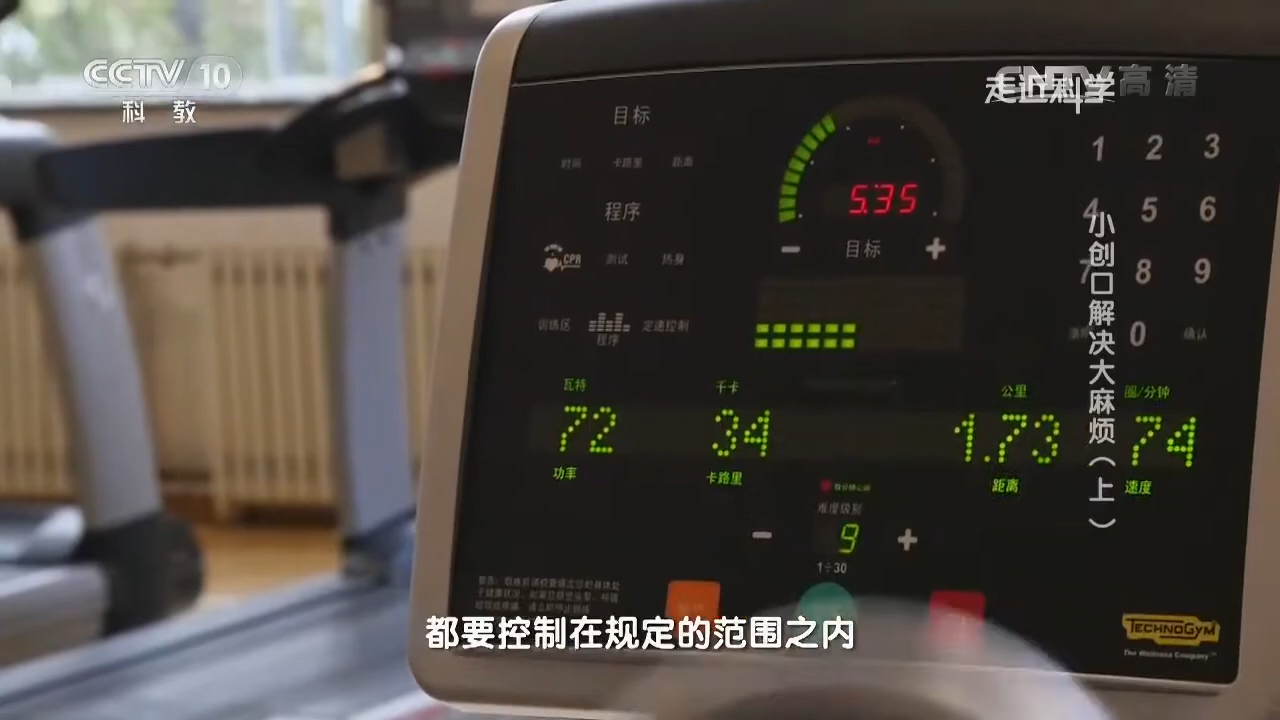 CCTV 10
科教
CNTV高清
走近科学
目标
时间 卡路里 距离
程序
CPR 测试 热身
训练区 程序 定速控制
5:35
目标
1 2 3
4 5 6
7 8 9
0 确认
小创口解决大麻烦（上）
瓦特 千卡 公里 圈/分钟
72 34 1.73 74
功率 卡路里 距离 速度
难度级别
9
1÷30
都要控制在规定的范围之内
TECHNOGYM
The Wellness Company